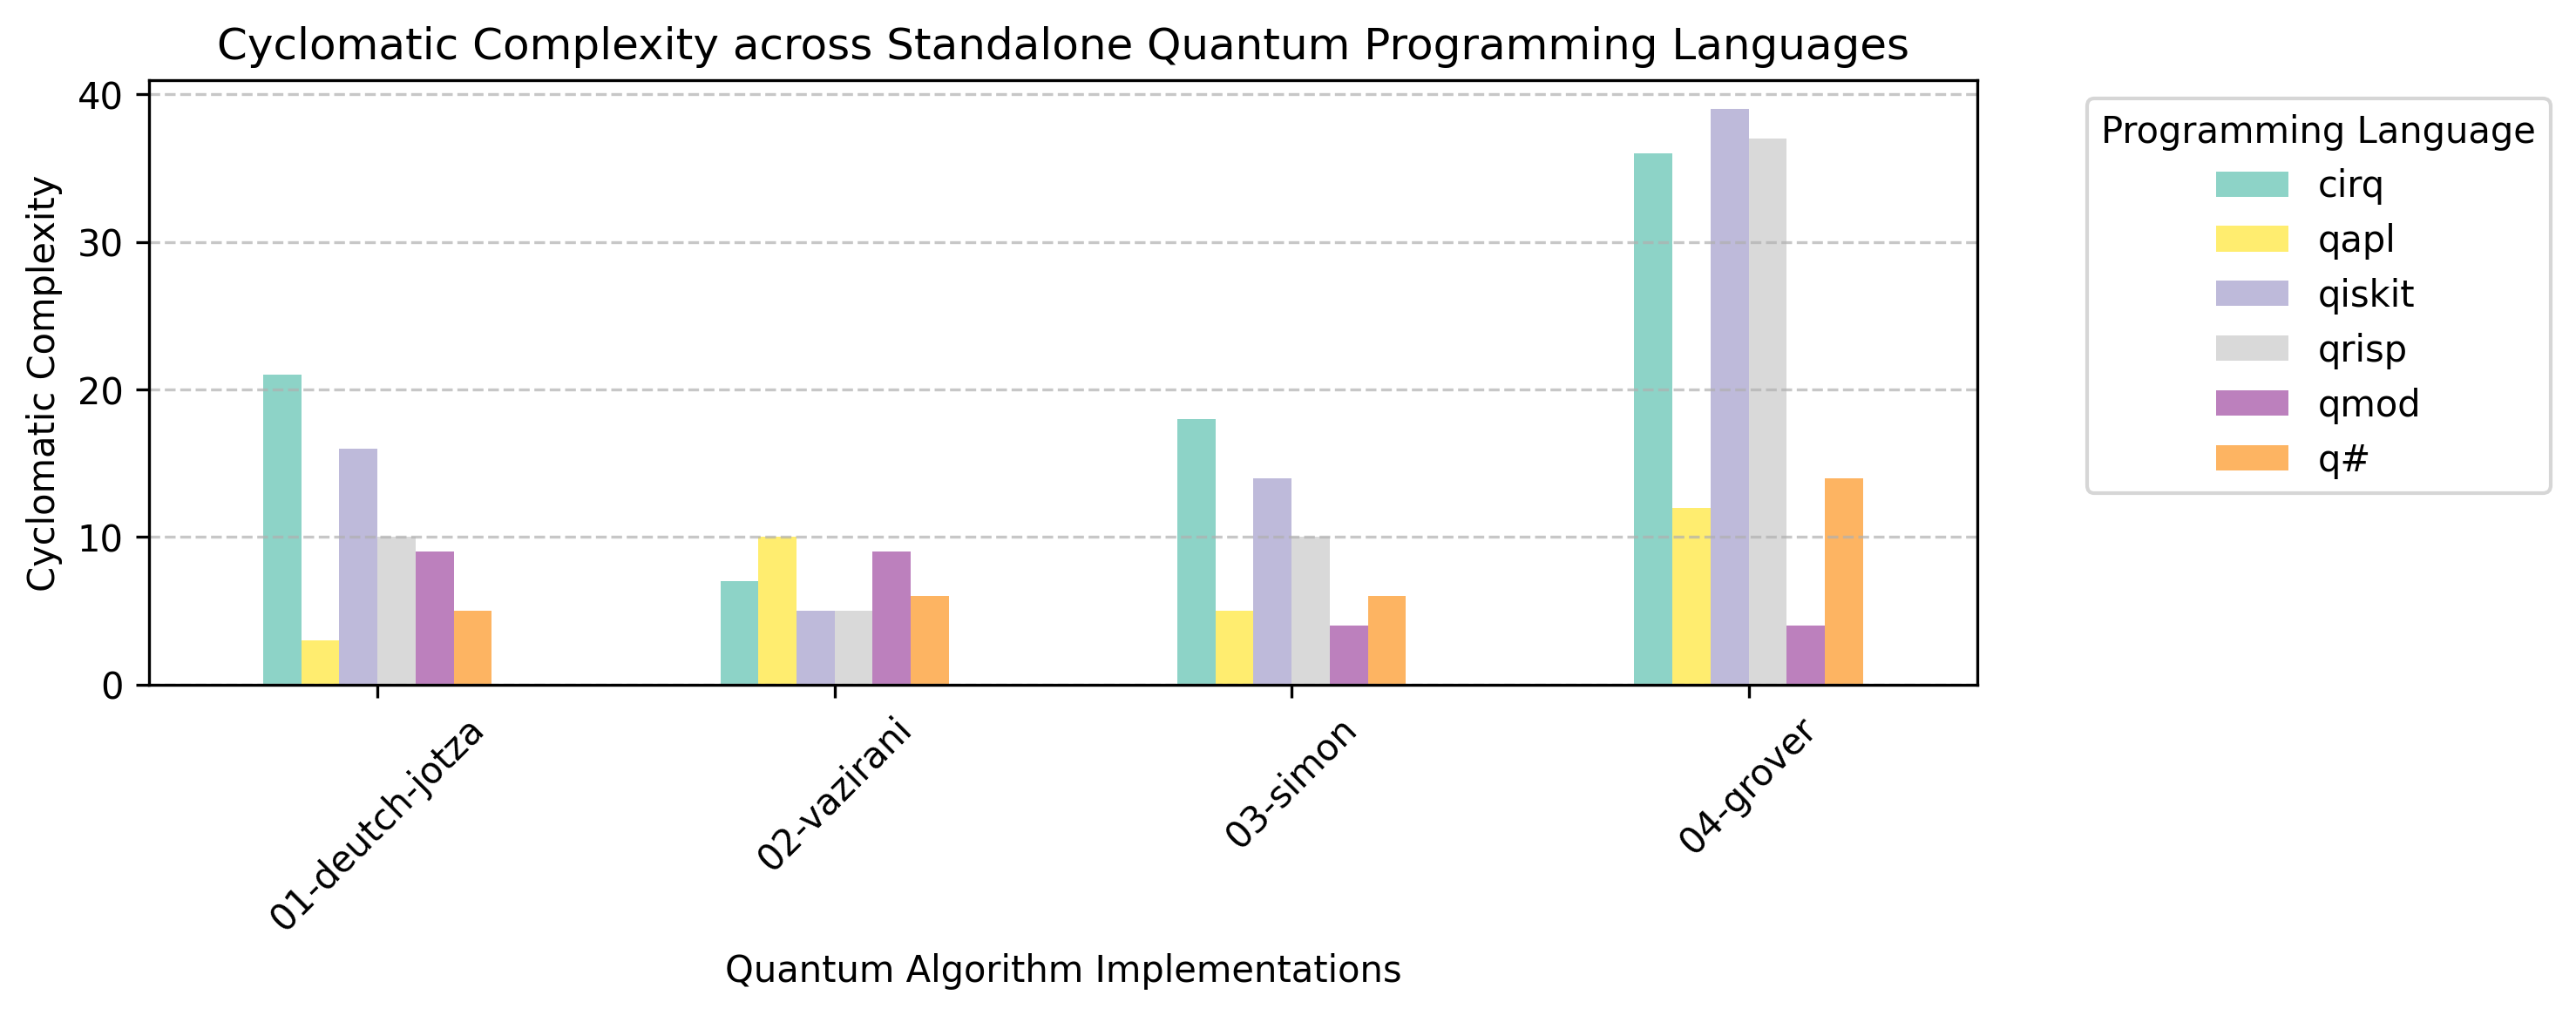 Cyclomatic Complexity across Standalone Quantum Programming Languages
Cyclomatic Complexity
40
30
20
10
0
01-deutch-jotza
02-vazirani
03-simon
04-grover
Quantum Algorithm Implementations
Programming Language
cirq
qapl
qiskit
qrisp
qmod
q#